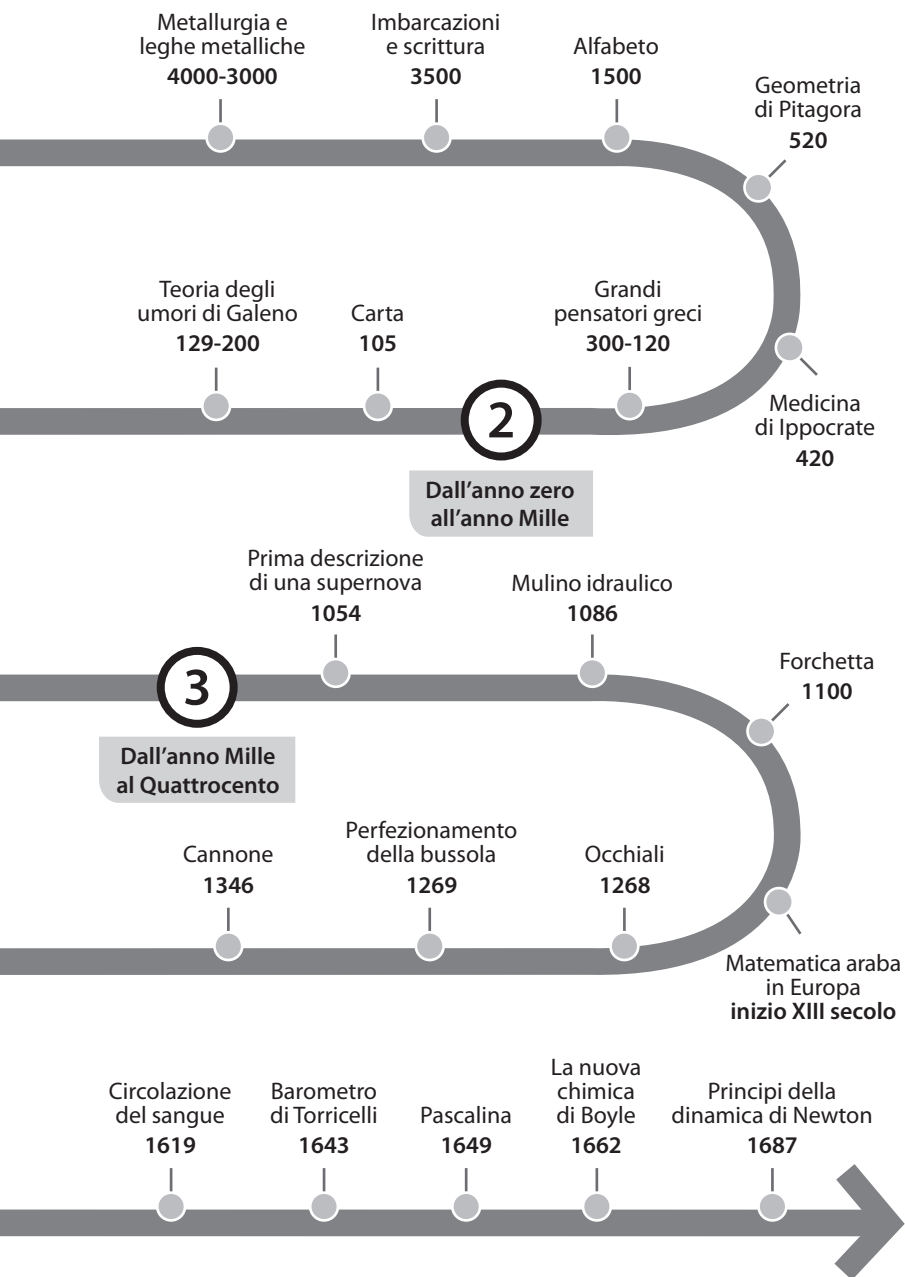 Metallurgia e
leghe metalliche
4000-3000
Imbarcazioni
e scrittura
3500
Alfabeto
1500
Geometria
di Pitagora
520
Medicina
di Ippocrate
420
Grandi
pensatori greci
300-120
2
Dall'anno zero
all'anno Mille
Carta
105
Teoria degli
umori di Galeno
129-200
3
Dall'anno Mille
al Quattrocento
Prima descrizione
di una supernova
1054
Mulino idraulico
1086
Forchetta
1100
Matematica araba
in Europa
inizio XIII secolo
Occhiali
1268
Perfezionamento
della bussola
1269
Cannone
1346
Circolazione
del sangue
1619
Barometro
di Torricelli
1643
Pascalina
1649
La nuova
chimica
di Boyle
1662
Principi della
dinamica di Newton
1687